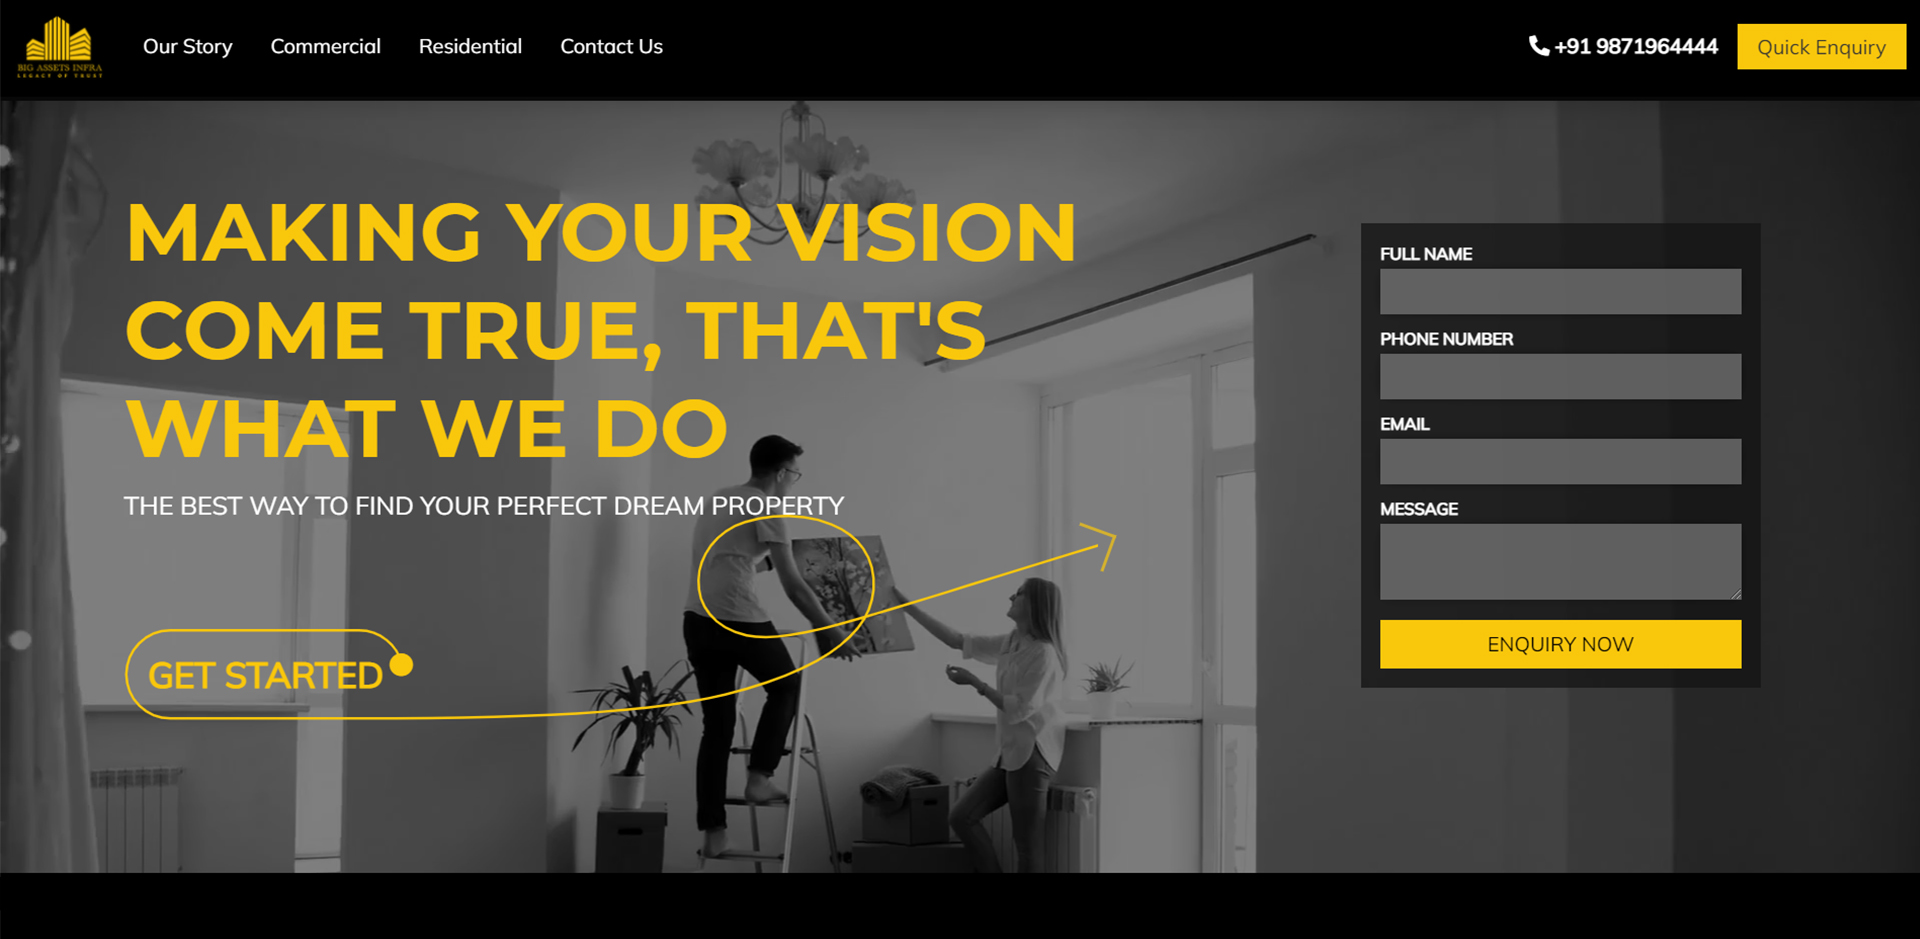 BIG ASSETS INFRA
LEGACY OF TRUST
Our Story
Commercial
Residential
Contact Us
+91 9871964444
Quick Enquiry
MAKING YOUR VISION
COME TRUE, THAT'S
WHAT WE DO
THE BEST WAY TO FIND YOUR PERFECT DREAM PROPERTY
GET STARTED
FULL NAME
PHONE NUMBER
EMAIL
MESSAGE
ENQUIRY NOW